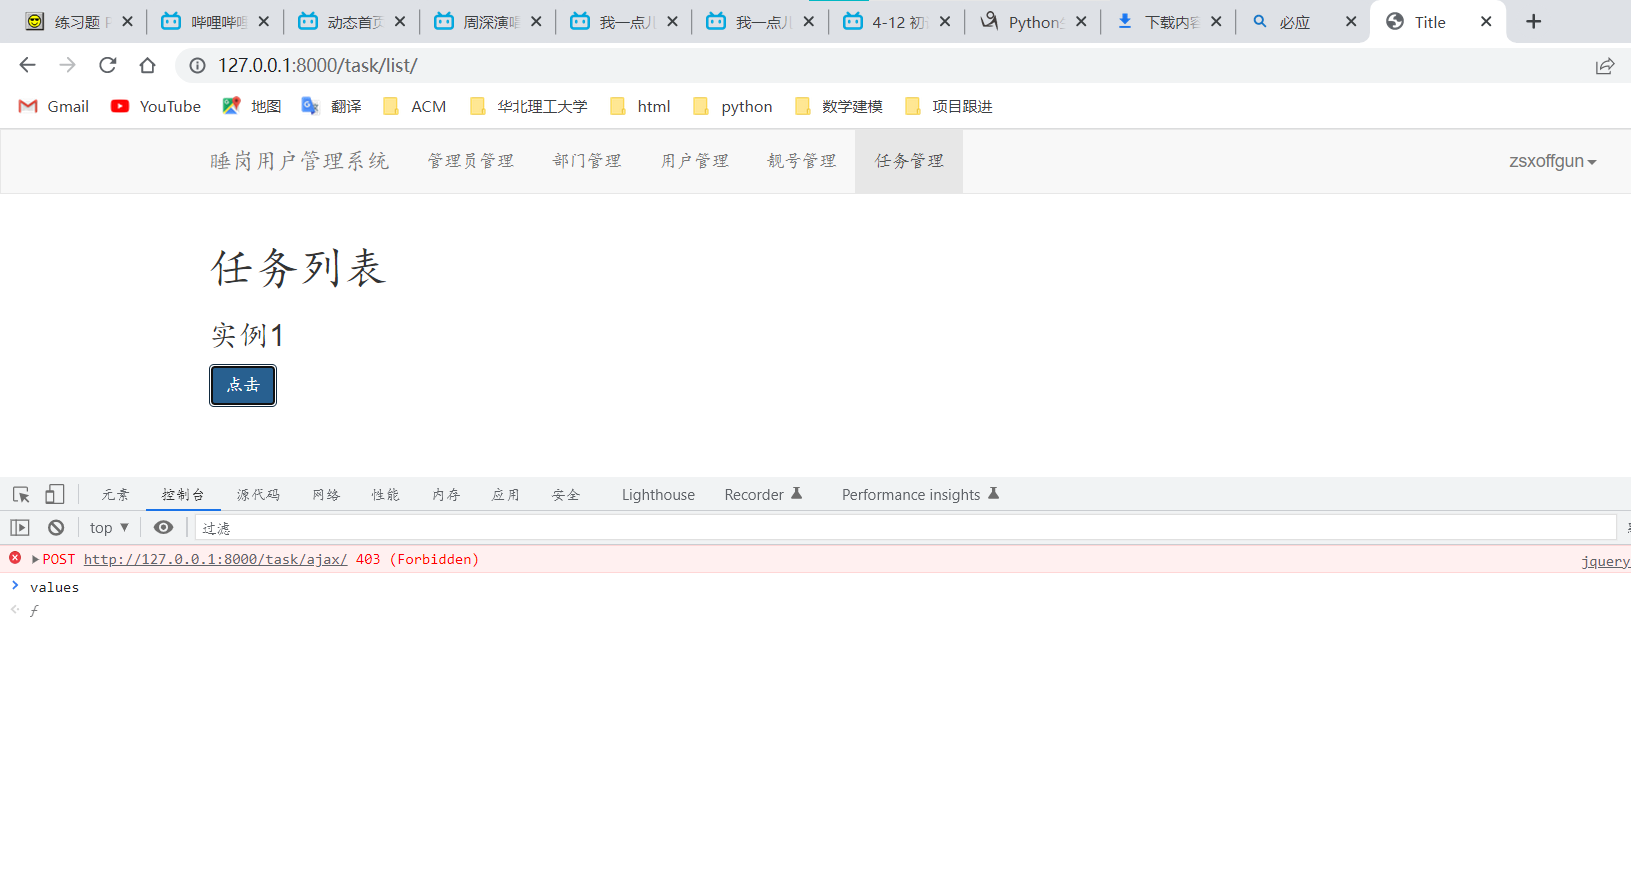 练习题
哔哩哔哩
动态首页
周深演唱
我一点儿
我一点儿
4-12
Python
下载内容
必应
Title
127.0.0.1:8000/task/list/
Gmail YouTube 地图 翻译 ACM 华北理工大学 html python 数学建模 项目跟进
睡岗用户管理系统 管理员管理 部门管理 用户管理 靓号管理 任务管理 zsxoffgun
任务列表
实例1
点击
元素 控制台 源代码 网络 性能 内存 应用 安全 Lighthouse Recorder Performance insights
top ▼ 过滤
POST http://127.0.0.1:8000/task/ajax/ 403 (Forbidden) jquery
values
f